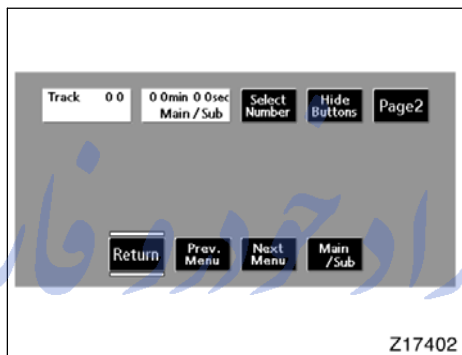 Track 0 0
0 0min 0 0sec
Main / Sub
Select
Number
Hide
Buttons
Page2
Return
Prev.
Menu
Next
Menu
Main
/Sub
Z17402